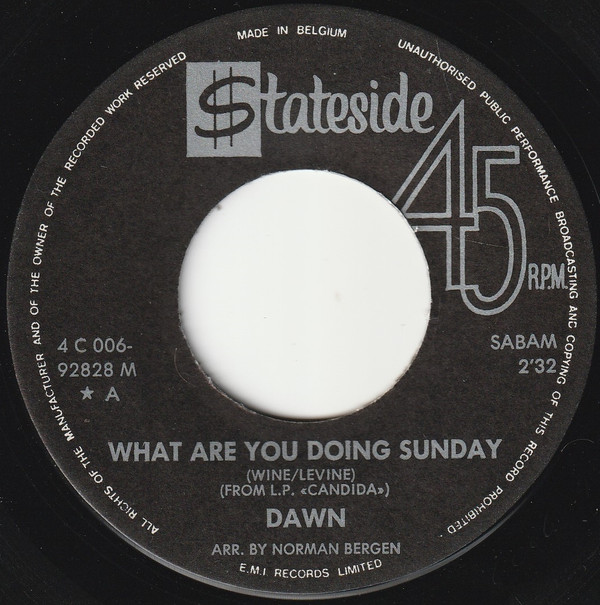 MADE IN BELGIUM
UNAUTHORISED PUBLIC PERFORMANCE BROADCASTING AND COPYING OF THIS RECORD PROHIBITED
ALL RIGHTS OF THE MANUFACTURER AND OF THE OWNER OF THE RECORDED WORK RESERVED
$tateside
45
R.P.M.
4 C 006-
92828 M
★ A
SABAM
2'32
WHAT ARE YOU DOING SUNDAY
(WINE/LEVINE)
(FROM L.P. «CANDIDA»)
DAWN
ARR. BY NORMAN BERGEN
E.M.I. RECORDS LIMITED